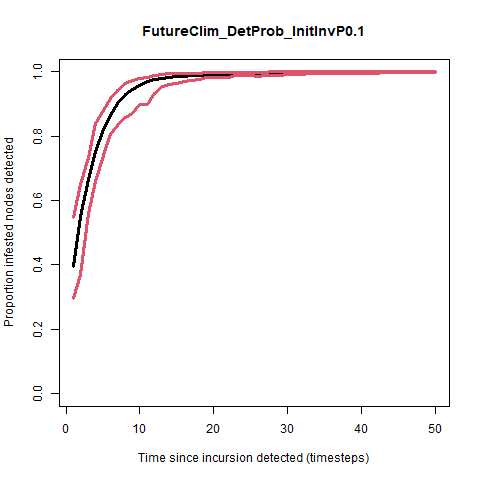 FutureClim_DetProb_InitInvP0.1
Proportion infested nodes detected
1.0
0.8
0.6
0.4
0.2
0.0
0 10 20 30 40 50
Time since incursion detected (timesteps)